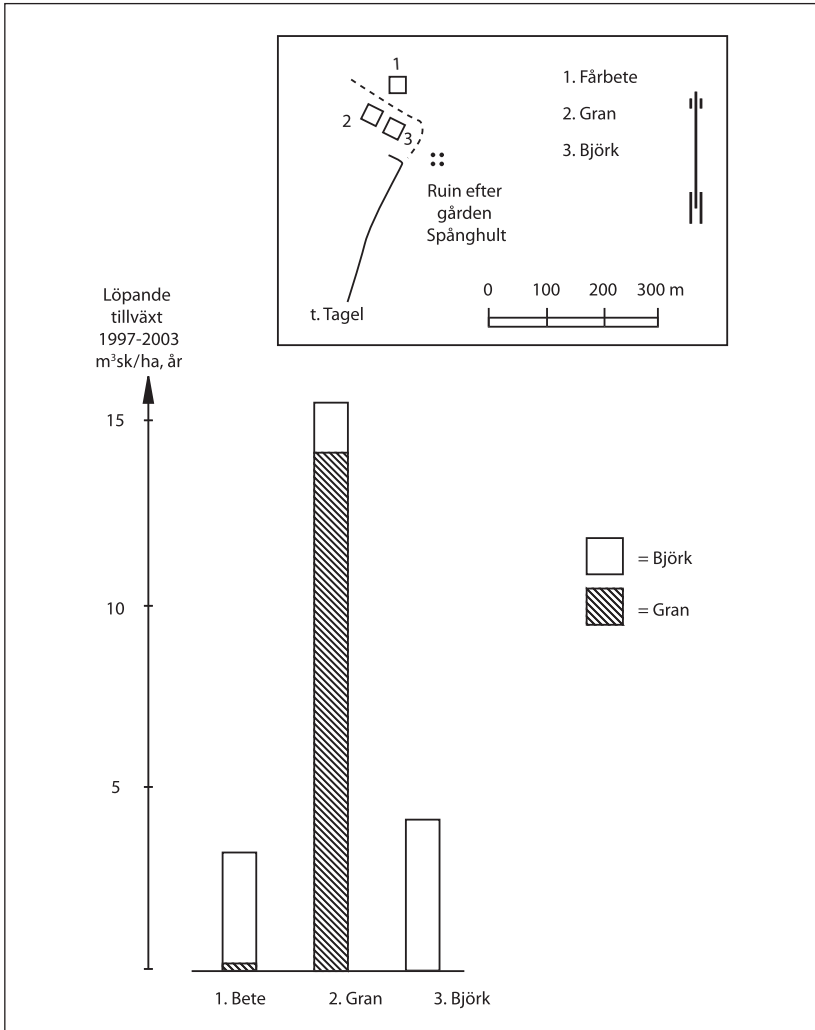 1
2
3
1. Fårbete
2. Gran
3. Björk
Ruin efter
gården
Spånghult
t. Tagel
0 100 200 300 m
Löpande
tillväxt
1997-2003
m³sk/ha, år
15
10
5
= Björk
= Gran
1. Bete 2. Gran 3. Björk